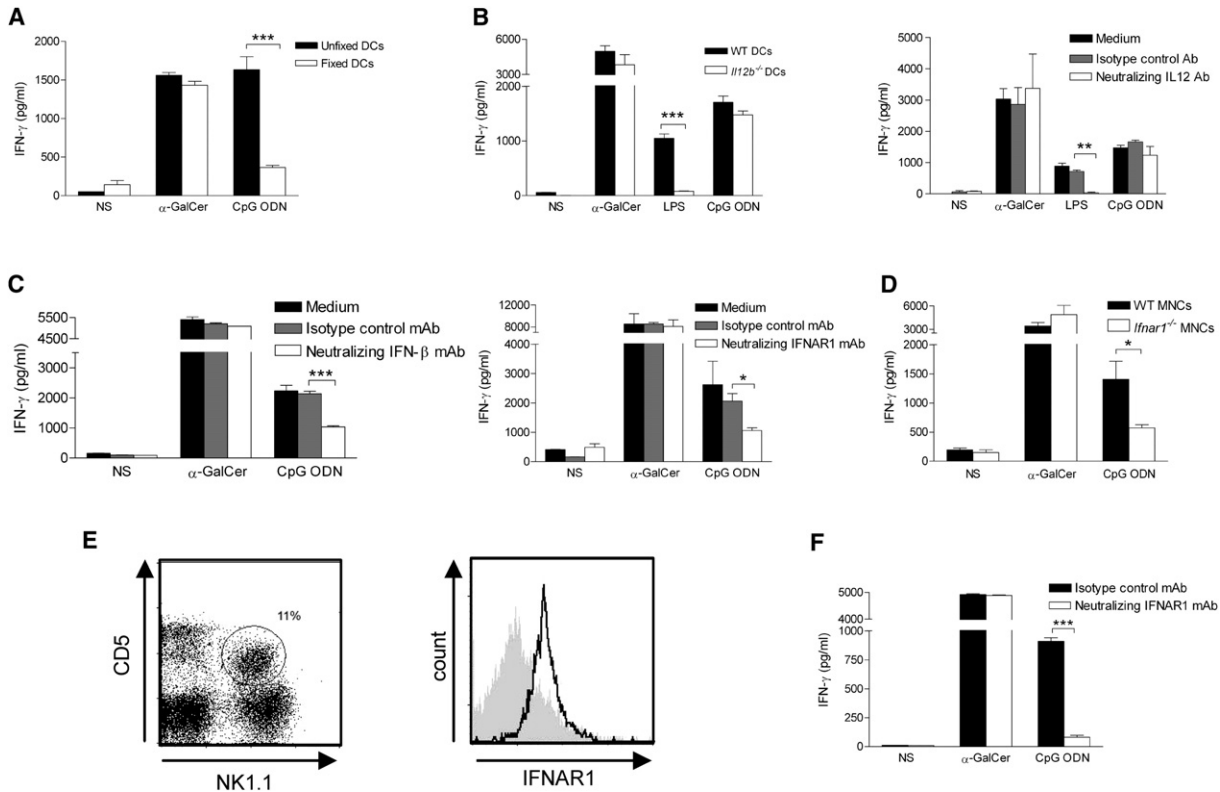 A
IFN-γ (pg/ml)
2000
1500
1000
500
0
***
Unfixed DCs
Fixed DCs
NS
α-GalCer
CpG ODN
B
IFN-γ (pg/ml)
6000
3000
2000
1000
0
***
WT DCs
Il12b-/- DCs
NS
α-GalCer
LPS
CpG ODN
IFN-γ (pg/ml)
5000
4000
3000
2000
1000
0
**
Medium
Isotype control Ab
Neutralizing IL12 Ab
NS
α-GalCer
LPS
CpG ODN
C
IFN-γ (pg/ml)
5500
4500
3000
2000
1000
0
***
Medium
Isotype control mAb
Neutralizing IFN-β mAb
NS
α-GalCer
CpG ODN
IFN-γ (pg/ml)
12000
8000
4000
3000
2000
1000
0
*
Medium
Isotype control mAb
Neutralizing IFNAR1 mAb
NS
α-GalCer
CpG ODN
D
IFN-γ (pg/ml)
6000
3000
2000
1500
1000
500
0
*
WT MNCs
Ifnar1-/- MNCs
NS
α-GalCer
CpG ODN
E
CD5
11%
NK1.1
count
IFNAR1
F
IFN-γ (pg/ml)
5000
4000
1000
750
500
250
0
***
Isotype control mAb
Neutralizing IFNAR1 mAb
NS
α-GalCer
CpG ODN